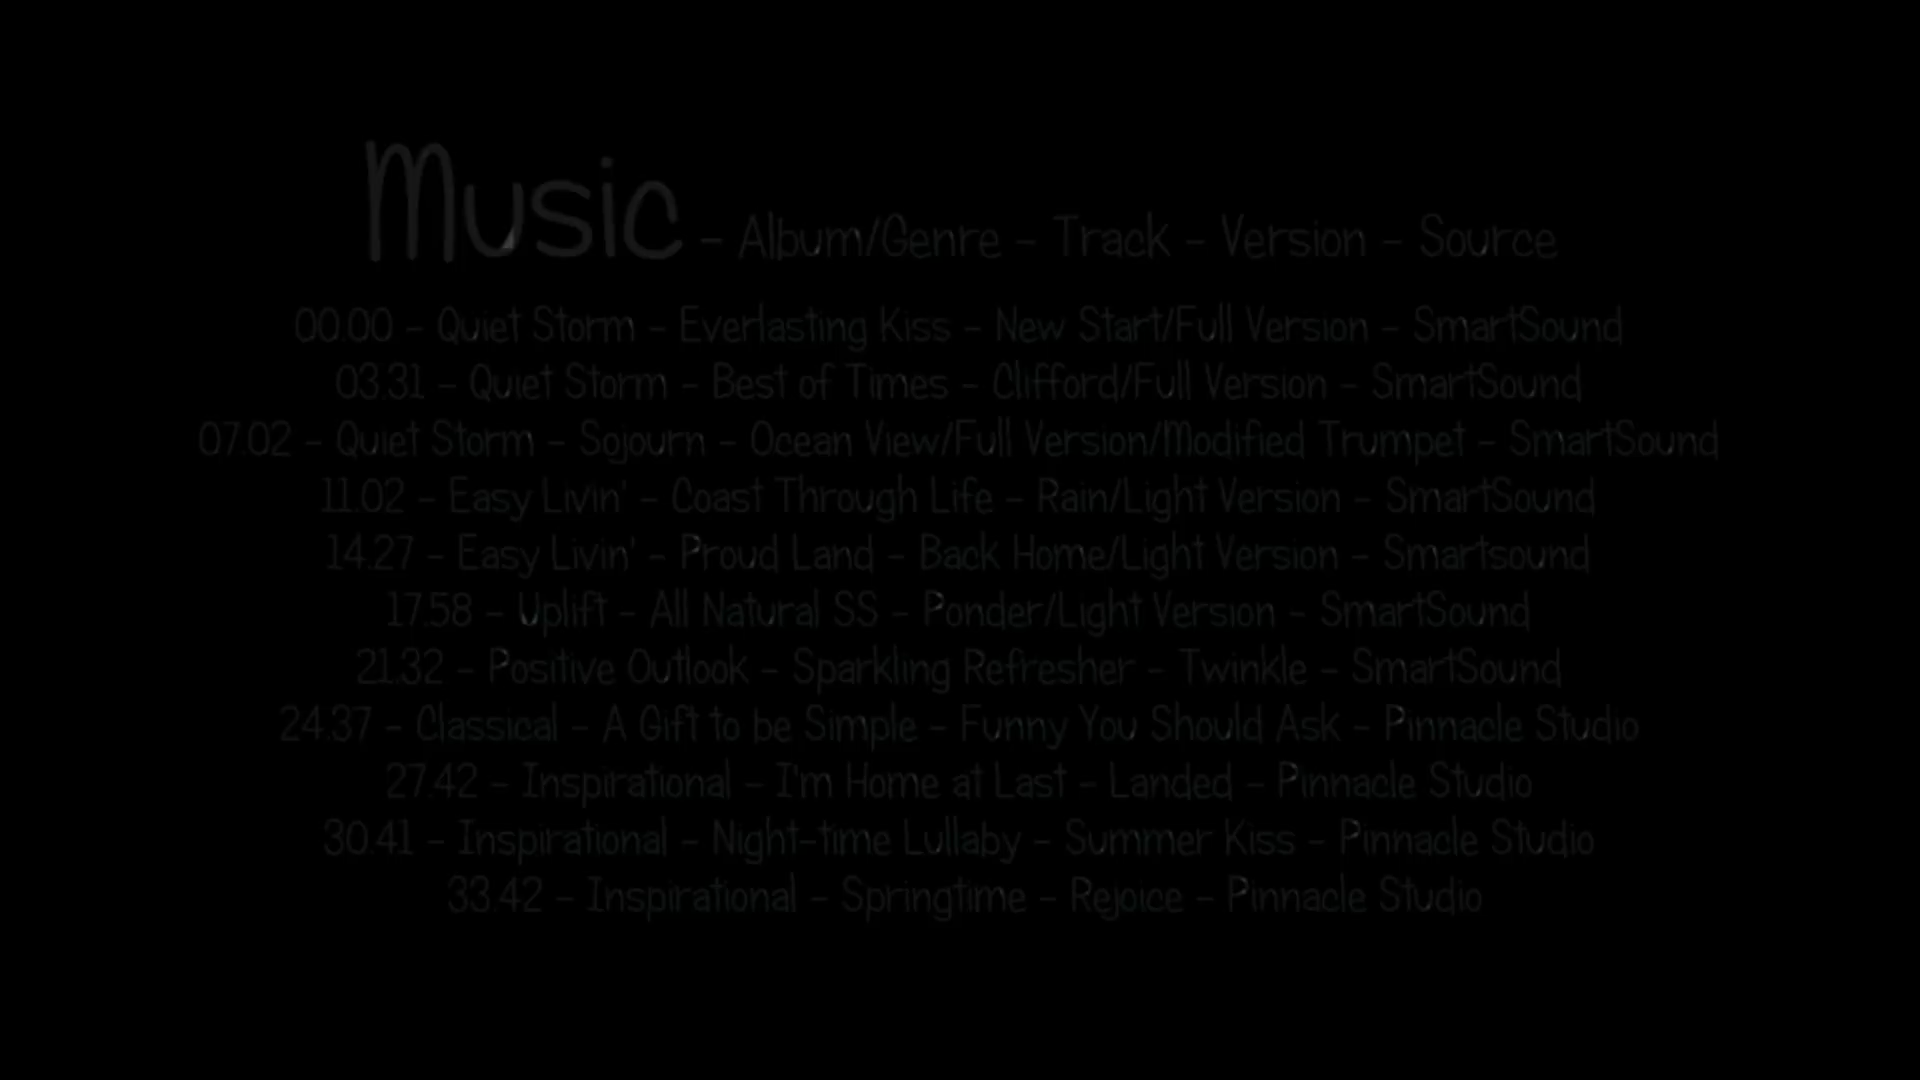 Music - Album/Genre - Track - Version - Source
00.00 - Quiet Storm - Everlasting Kiss - New Start/Full Version - SmartSound
03.31 - Quiet Storm - Best of Times - Clifford/Full Version - SmartSound
07.02 - Quiet Storm - Sojourn - Ocean View/Full Version/Modified Trumpet - SmartSound
11.02 - Easy Livin' - Coast Through Life - Rain/Light Version - SmartSound
14.27 - Easy Livin' - Proud Land - Back Home/Light Version - Smartsound
17.58 - Uplift - All Natural SS - Ponder/Light Version - SmartSound
21.32 - Positive Outlook - Sparkling Refresher - Twinkle - SmartSound
24.37 - Classical - A Gift to be Simple - Funny You Should Ask - Pinnacle Studio
27.42 - Inspirational - I'm Home at Last - Landed - Pinnacle Studio
30.41 - Inspirational - Night-time Lullaby - Summer Kiss - Pinnacle Studio
33.42 - Inspirational - Springtime - Rejoice - Pinnacle Studio